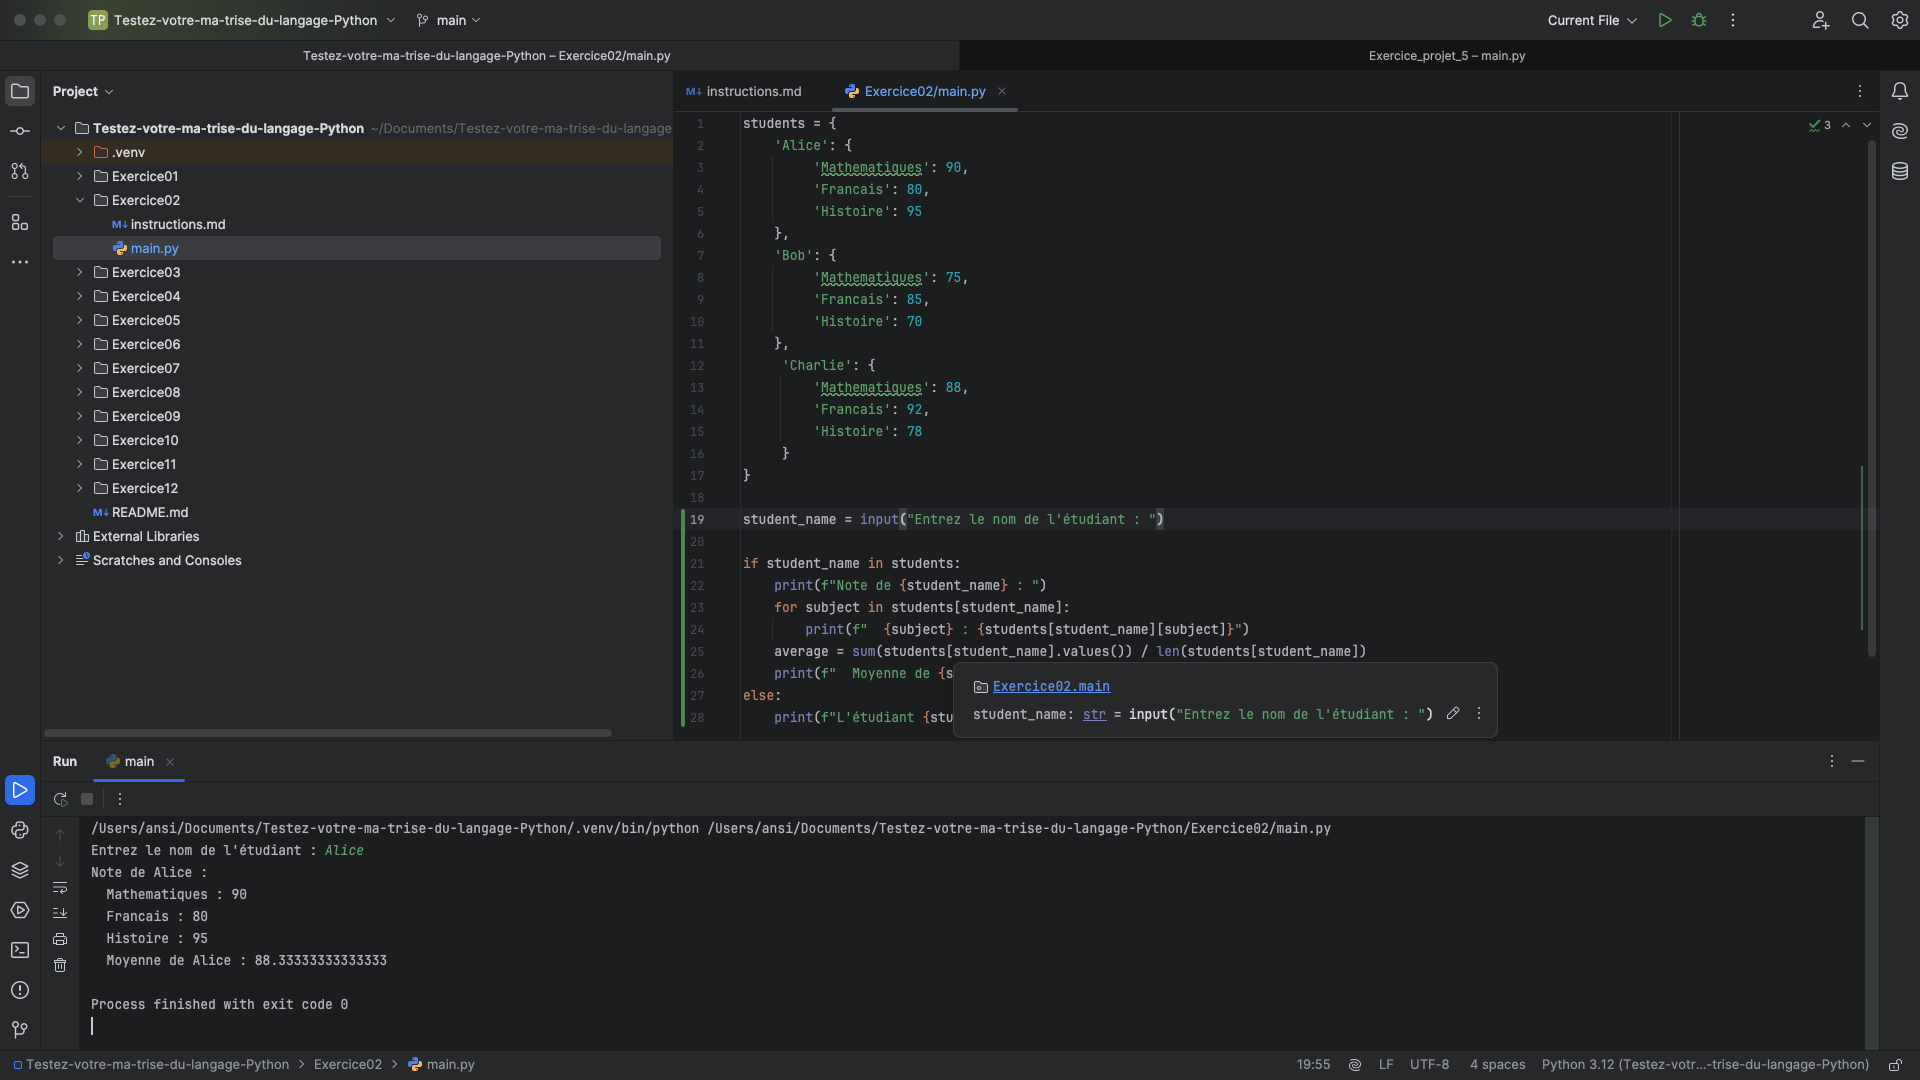 TP Testez-votre-ma-trise-du-langage-Python main Current File
Testez-votre-ma-trise-du-langage-Python – Exercice02/main.py
Exercice_projet_5 – main.py
Project
Testez-votre-ma-trise-du-langage-Python ~/Documents/Testez-votre-ma-trise-du-langage
.venv
Exercice01
Exercice02
M↓ instructions.md
main.py
Exercice03
Exercice04
Exercice05
Exercice06
Exercice07
Exercice08
Exercice09
Exercice10
Exercice11
Exercice12
M↓ README.md
External Libraries
Scratches and Consoles
M↓ instructions.md
Exercice02/main.py
3
1 students = {
2 'Alice': {
3 'Mathematiques': 90,
4 'Francais': 80,
5 'Histoire': 95
6 },
7 'Bob': {
8 'Mathematiques': 75,
9 'Francais': 85,
10 'Histoire': 70
11 },
12 'Charlie': {
13 'Mathematiques': 88,
14 'Francais': 92,
15 'Histoire': 78
16 }
17 }
18
19 student_name = input("Entrez le nom de l'étudiant : ")
20
21 if student_name in students:
22 print(f"Note de {student_name} : ")
23 for subject in students[student_name]:
24 print(f"  {subject} : {students[student_name][subject]}")
25 average = sum(students[student_name].values()) / len(students[student_name])
26 print(f"  Moyenne de {s
27 else:
28 print(f"L'étudiant {stu
Exercice02.main
student_name: str = input("Entrez le nom de l'étudiant : ")
Run main
/Users/ansi/Documents/Testez-votre-ma-trise-du-langage-Python/.venv/bin/python /Users/ansi/Documents/Testez-votre-ma-trise-du-langage-Python/Exercice02/main.py
Entrez le nom de l'étudiant : Alice
Note de Alice :
Mathematiques : 90
Francais : 80
Histoire : 95
Moyenne de Alice : 88.33333333333333
Process finished with exit code 0
Testez-votre-ma-trise-du-langage-Python > Exercice02 > main.py
19:55 LF UTF-8 4 spaces Python 3.12 (Testez-votr...-trise-du-langage-Python)